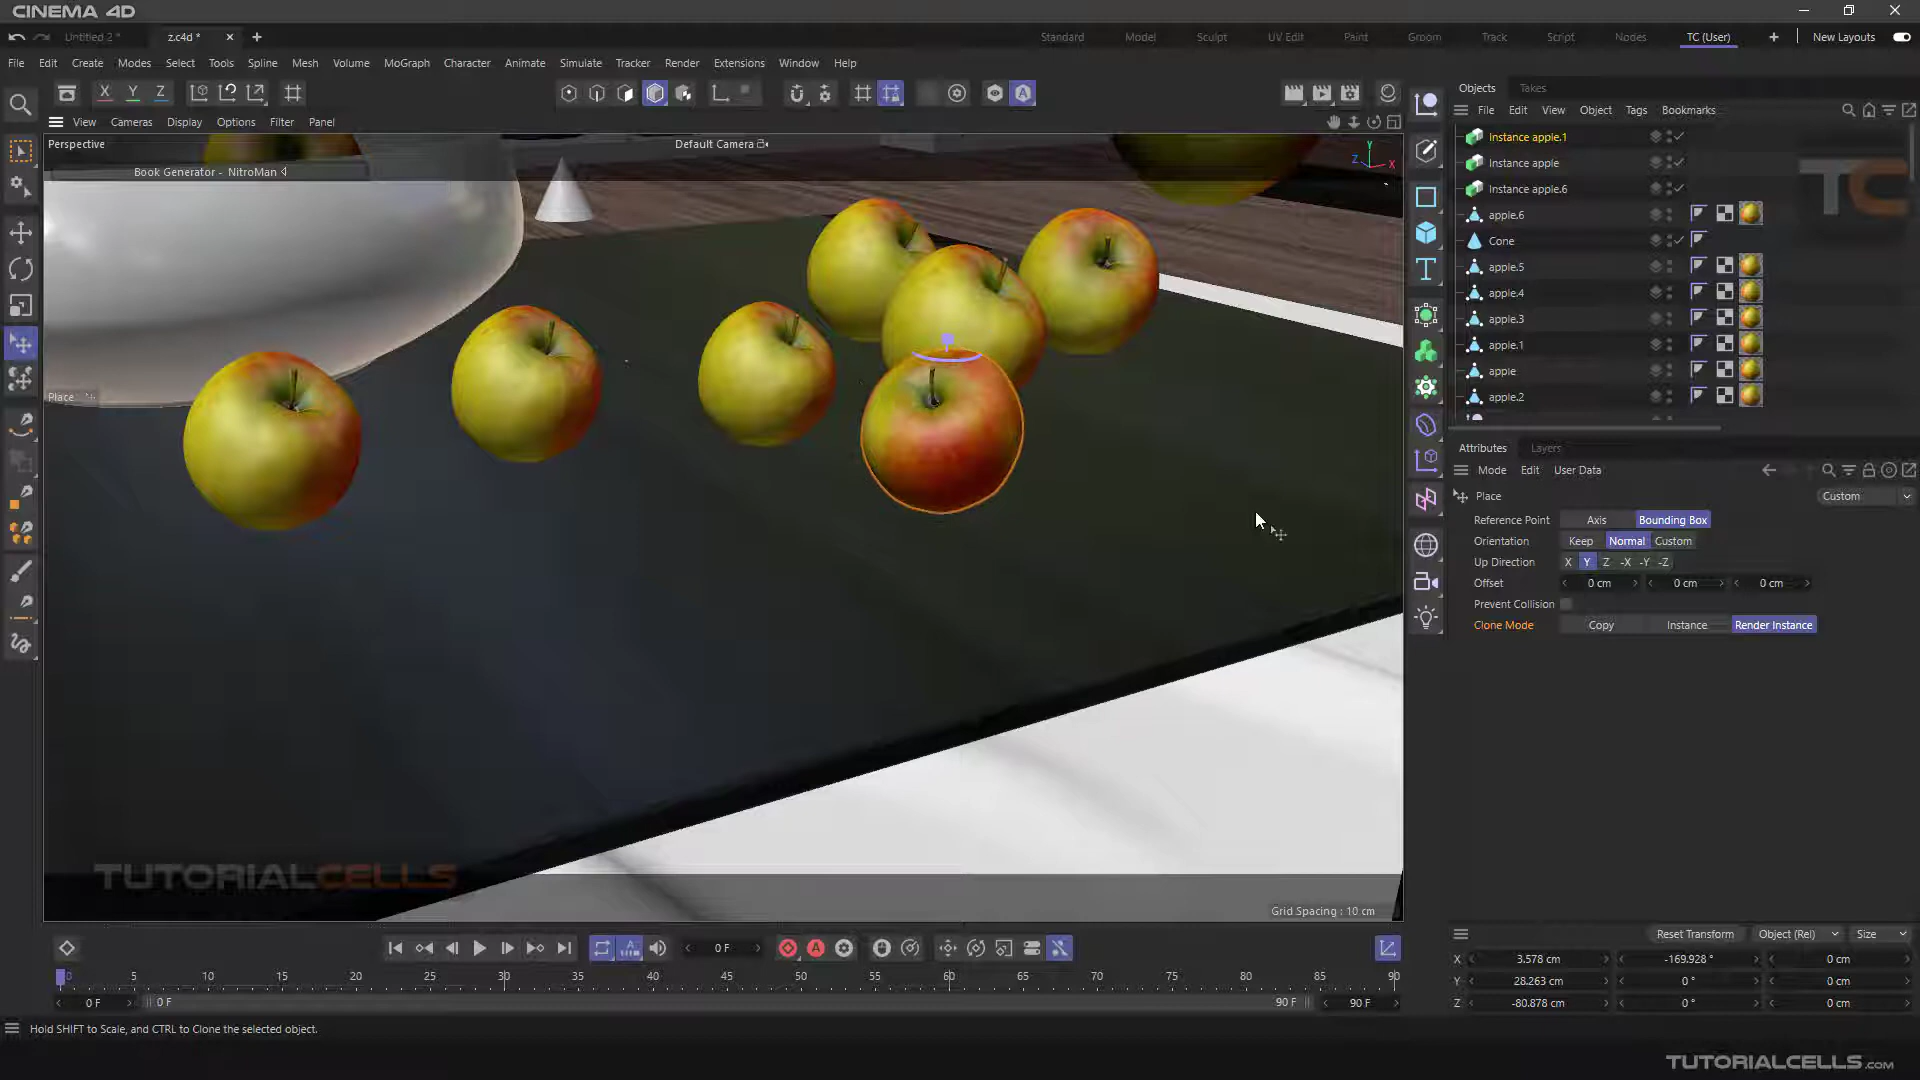 CINEMA 4D
Untitled 2 *
z.c4d *
Standard Model Sculpt UV Edit Paint Groom Track Script Nodes TC (User) New Layouts
File Edit Create Modes Select Tools Spline Mesh Volume MoGraph Character Animate Simulate Tracker Render Extensions Window Help
X Y Z
View Cameras Display Options Filter Panel
Perspective
Default Camera
Book Generator - NitroMan
Y
Z
X
Place
TUTORIALCELLS
Grid Spacing : 10 cm
Objects Takes
File Edit View Object Tags Bookmarks
Instance apple.1
Instance apple
Instance apple.6
apple.6
Cone
apple.5
apple.4
apple.3
apple.1
apple
apple.2
TC
Attributes Layers
Mode Edit User Data
Place
Custom
Reference Point Axis Bounding Box
Orientation Keep Normal Custom
Up Direction X Y Z -X -Y -Z
Offset 0 cm 0 cm 0 cm
Prevent Collision
Clone Mode Copy Instance Render Instance
0 F
0 5 10 15 20 25 30 35 40 45 50 55 60 65 70 75 80 85 90
0 F 0 F 90 F 90 F
Reset Transform Object (Rel) Size
X 3.578 cm -169.928 ° 0 cm
Y 28.263 cm 0 ° 0 cm
Z -80.878 cm 0 ° 0 cm
Hold SHIFT to Scale, and CTRL to Clone the selected object.
TUTORIALCELLS.com